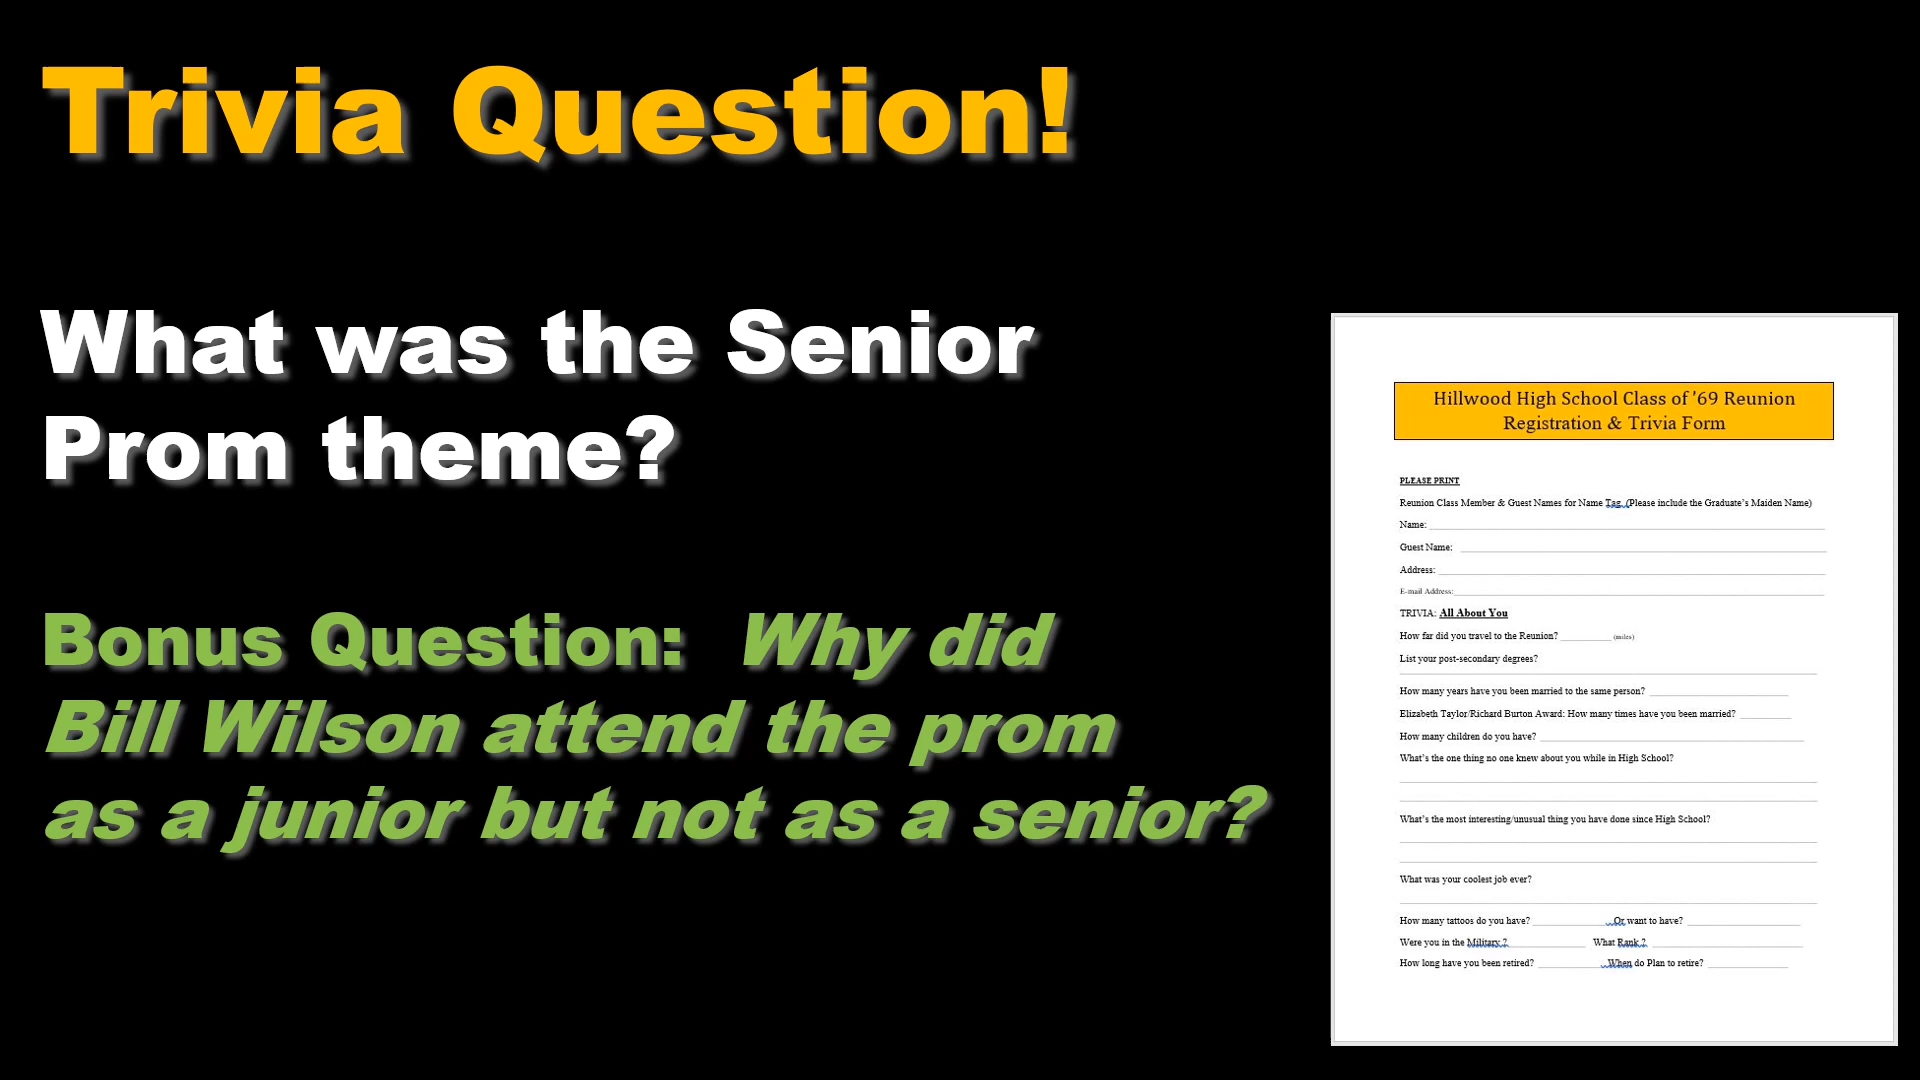 Trivia Question!
What was the Senior
Prom theme?
Bonus Question: Why did
Bill Wilson attend the prom
as a junior but not as a senior?
Hillwood High School Class of ’69 Reunion
Registration & Trivia Form
PLEASE PRINT
Reunion Class Member & Guest Names for Name Tag. (Please include the Graduate’s Maiden Name)
Name:
Guest Name:
Address:
E-mail Address:
TRIVIA: All About You
How far did you travel to the Reunion? (miles)
List your post-secondary degrees?
How many years have you been married to the same person?
Elizabeth Taylor/Richard Burton Award: How many times have you been married?
How many children do you have?
What’s the one thing no one knew about you while in High School?
What’s the most interesting/unusual thing you have done since High School?
What was your coolest job ever?
How many tattoos do you have? Or want to have?
Were you in the Military ? What Rank ?
How long have you been retired? When do Plan to retire?